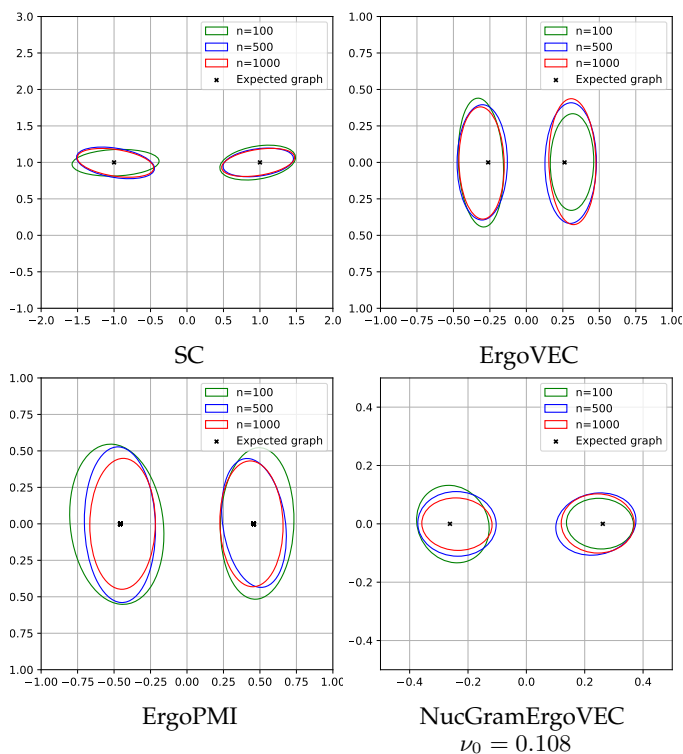 3.0
2.5
2.0
1.5
1.0
0.5
0.0
−0.5
−1.0
−2.0 −1.5 −1.0 −0.5 0.0 0.5 1.0 1.5 2.0
n=100
n=500
n=1000
Expected graph
SC
1.00
0.75
0.50
0.25
0.00
0.25
0.50
0.75
1.00
−1.00 −0.75 −0.50 −0.25 0.00 0.25 0.50 0.75 1.00
n=100
n=500
n=1000
Expected graph
ErgoVEC
1.00
0.75
0.50
0.25
0.00
0.25
0.50
0.75
1.00
−1.00 −0.75 −0.50 −0.25 0.00 0.25 0.50 0.75 1.00
n=100
n=500
n=1000
Expected graph
ErgoPMI
0.4
0.2
0.0
−0.2
−0.4
−0.4 −0.2 0.0 0.2 0.4
n=100
n=500
n=1000
Expected graph
NucGramErgoVEC
ν₀ = 0.108